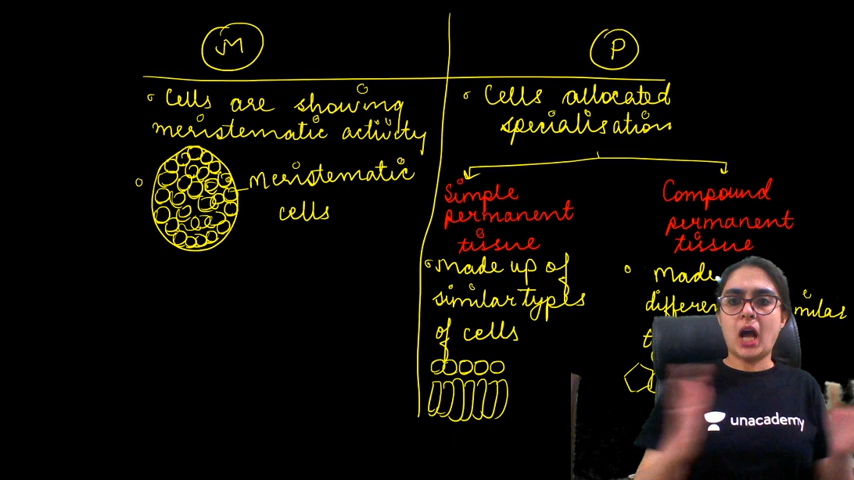 M
P
Cells are showing
meristematic activity
Meristematic
cells
Cells allocated
specialisation
Simple
permanent
tissue
Compound
permanent
tissue
Made up of
similar types
of cells
Made
unacademy